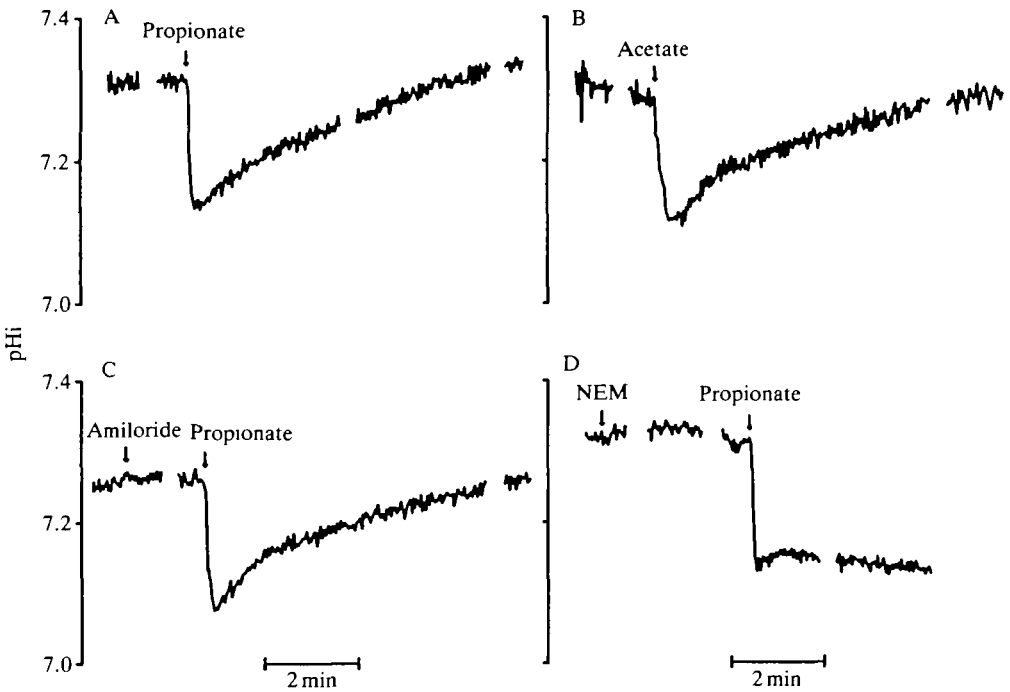 7.4
A
B
Propionate
Acetate
7.2
7.0
pHi
C
D
7.4
NEM
Propionate
Amiloride
Propionate
7.2
7.0
2 min
2 min